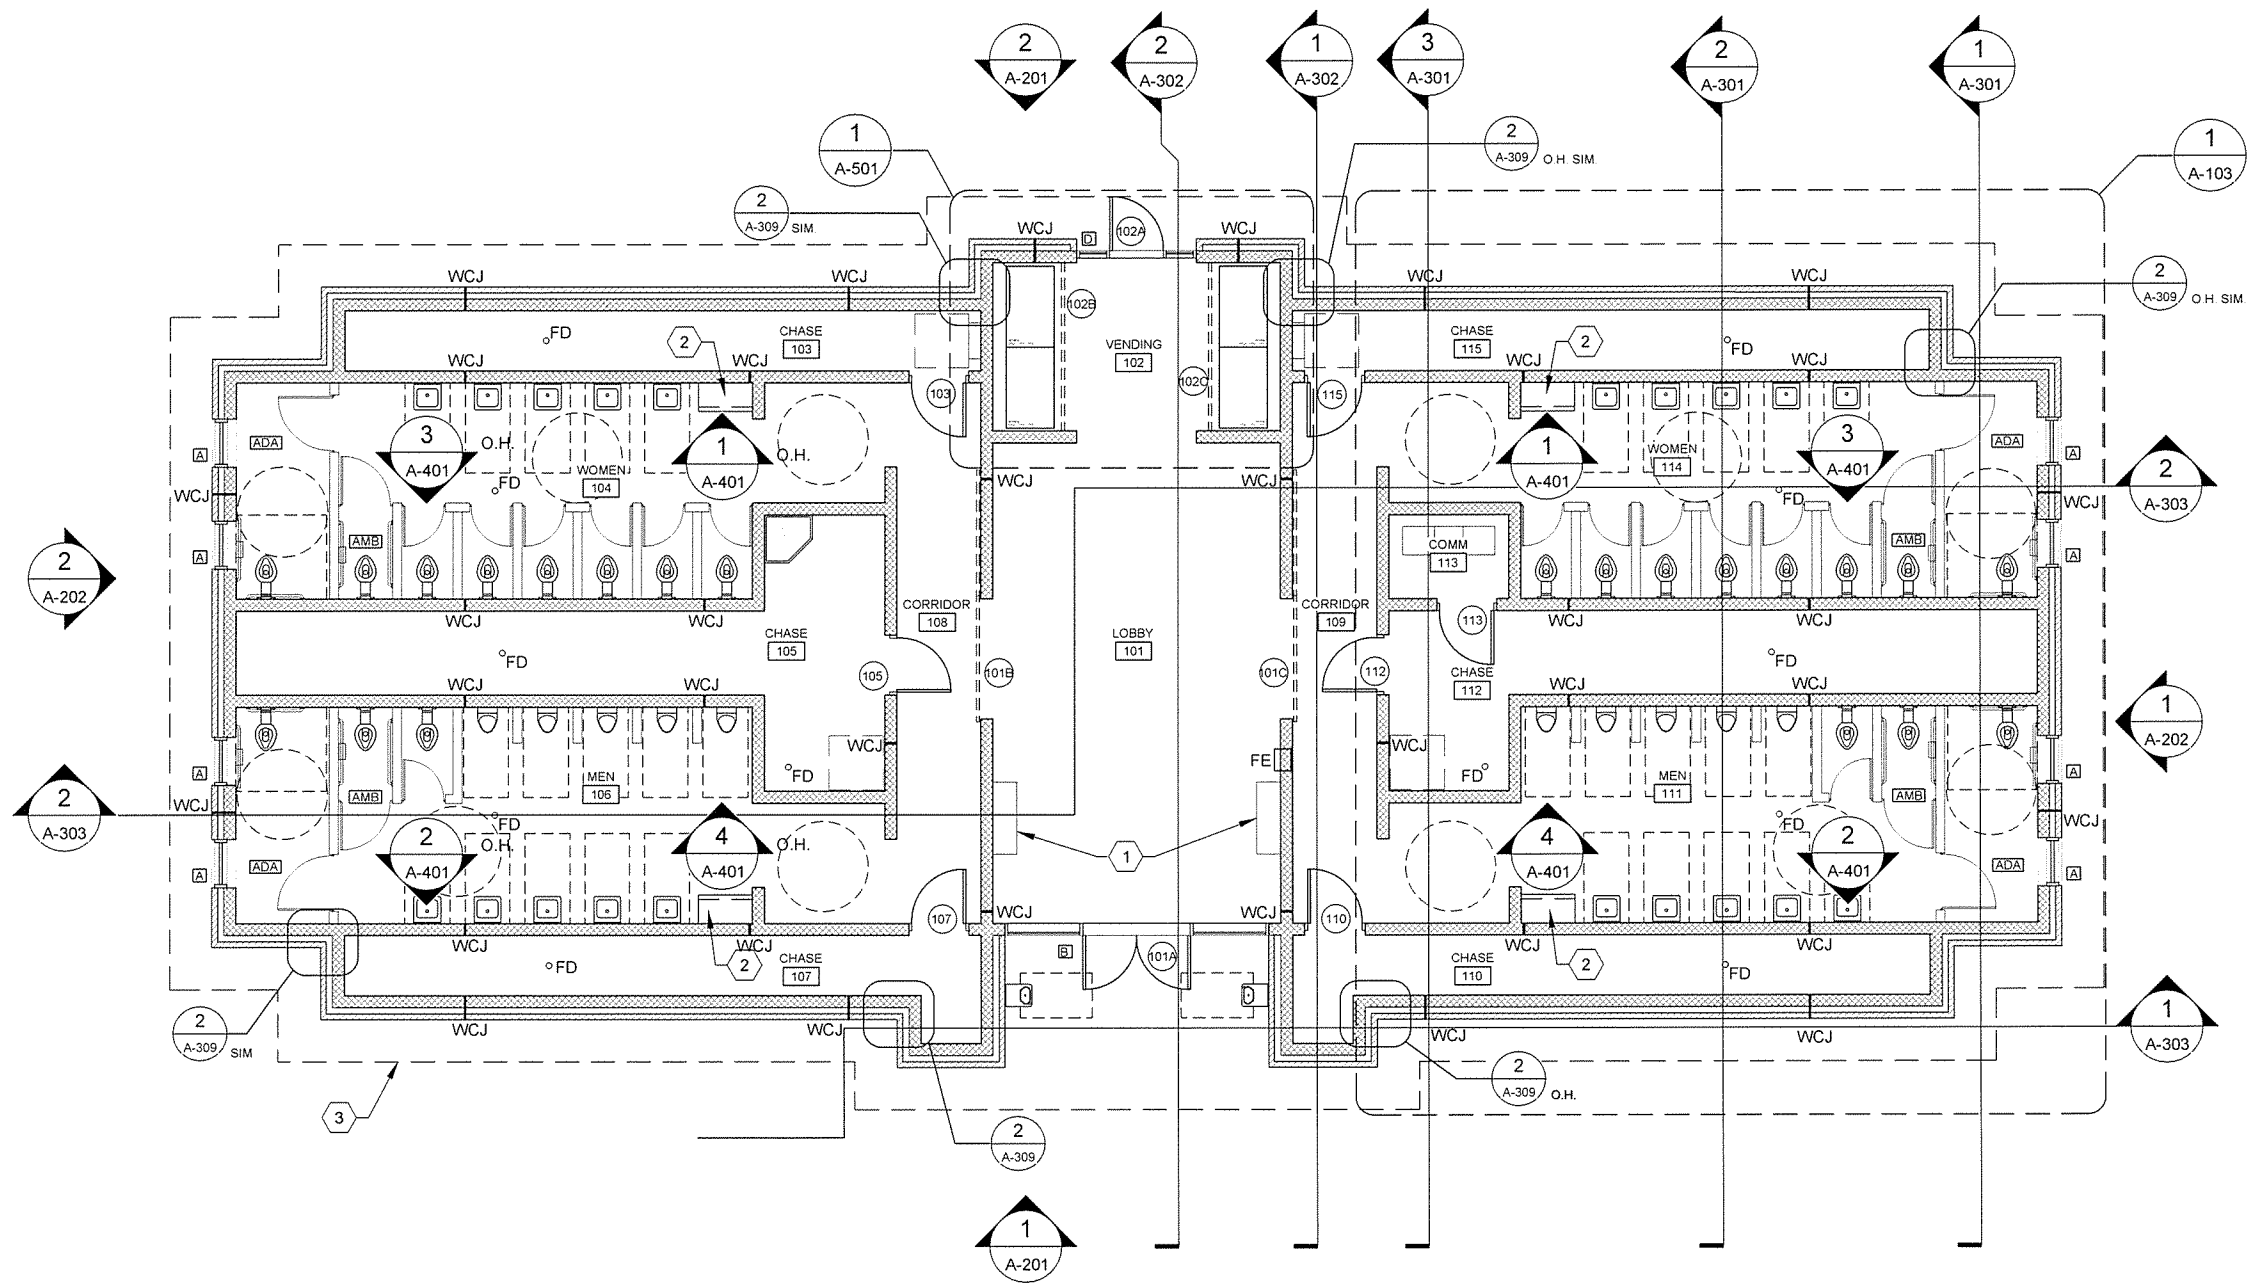 2
A-201
2
A-302
1
A-302
3
A-301
2
A-301
1
A-301
1
A-501
2
A-309 O.H. SIM.
1
A-103
2
A-309 SIM.
WCJ
D
102A
WCJ
2
A-309 O.H. SIM.
WCJ
WCJ
WCJ
WCJ
102B
FD
CHASE
103
2
VENDING
102
CHASE
115
2
FD
WCJ
WCJ
WCJ
WCJ
103
102C
115
ADA
A
3
A-401
O.H.
WOMEN
104
FD
1
A-401
O.H.
1
A-401
WOMEN
114
3
A-401
FD
ADA
A
WCJ
WCJ
WCJ
WCJ
2
A-303
2
A-202
A
AMB
COMM
113
AMB
A
WCJ
WCJ
CORRIDOR
108
LOBBY
101
CORRIDOR
109
113
WCJ
WCJ
FD
CHASE
105
105
101B
101C
112
CHASE
112
FD
WCJ
WCJ
WCJ
WCJ
1
A-202
WCJ
FE
WCJ
A
FD
MEN
106
AMB
FD
MEN
111
AMB
A
2
A-303
WCJ
FD
O.H.
2
A-401
4
A-401
O.H.
1
4
A-401
FD
2
A-401
WCJ
ADA
A
ADA
A
107
WCJ
WCJ
110
WCJ
WCJ
2
B
101A
WCJ
2
WCJ
FD
CHASE
107
CHASE
110
FD
2
A-309 SIM
WCJ
WCJ
WCJ
WCJ
1
A-303
3
2
A-309
2
A-309 O.H.
1
A-201